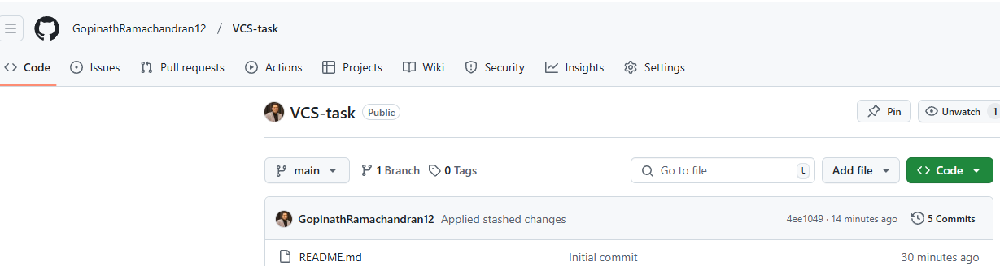 GopinathRamachandran12 / VCS-task
Code Issues Pull requests Actions Projects Wiki Security Insights Settings
VCS-task Public Pin Unwatch 1
main 1 Branch 0 Tags Go to file t Add file Code
GopinathRamachandran12 Applied stashed changes 4ee1049 · 14 minutes ago 5 Commits
README.md Initial commit 30 minutes ago